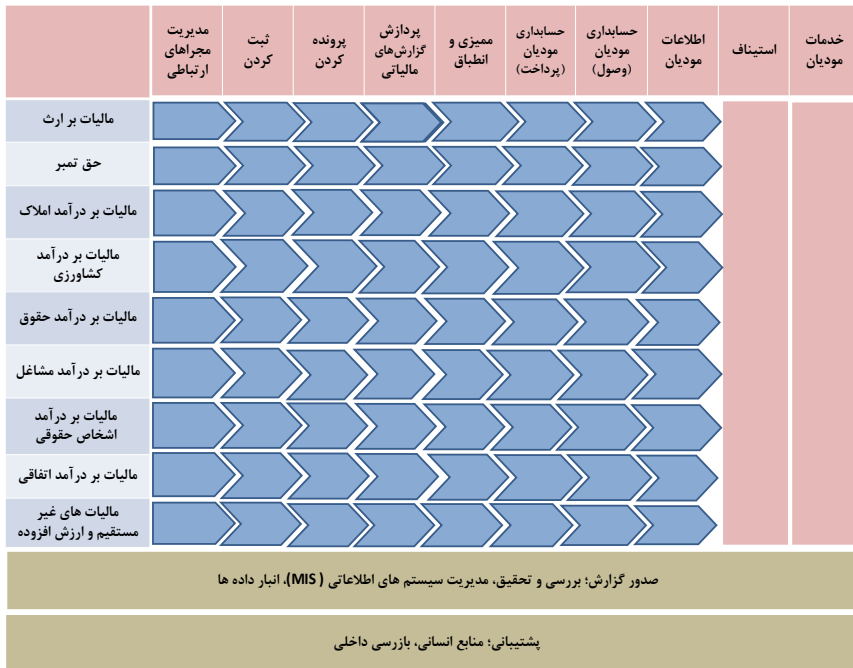 خدمات
مودیان
استیناف
اطلاعات
مودیان
حسابداری
مودیان
(وصول)
حسابداری
مودیان
(پرداخت)
ممیزی و
انطباق
پردازش
گزارش‌های
مالیاتی
پرونده
کردن
ثبت
کردن
مدیریت
مجراهای
ارتباطی
مالیات بر ارث
حق تمبر
مالیات بر درآمد املاک
مالیات بر درآمد
کشاورزی
مالیات بر درآمد حقوق
مالیات بر درآمد مشاغل
مالیات بر درآمد
اشخاص حقوقی
مالیات بر درآمد اتفاقی
مالیات های غیر
مستقیم و ارزش افزوده
صدور گزارش؛ بررسی و تحقیق، مدیریت سیستم های اطلاعاتی (MIS)، انبار داده ها
پشتیبانی؛ منابع انسانی، بازرسی داخلی